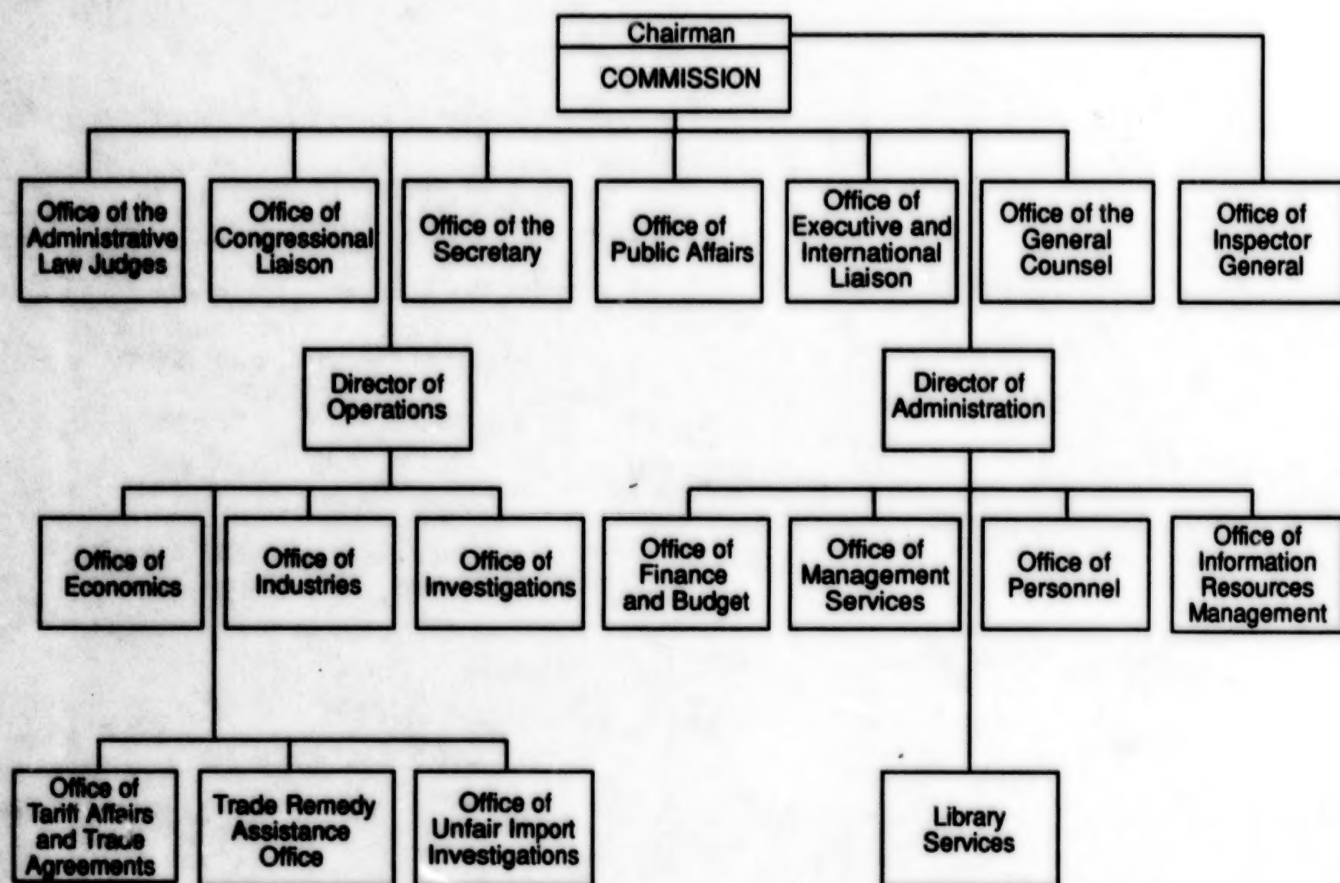 Chairman
COMMISSION
Office of the
Administrative
Law Judges
Office of
Congressional
Liaison
Office of the
Secretary
Office of
Public Affairs
Office of
Executive and
International
Liaison
Office of the
General
Counsel
Office of
Inspector
General
Director of
Operations
Director of
Administration
Office of
Economics
Office of
Industries
Office of
Investigations
Office of
Finance
and Budget
Office of
Management
Services
Office of
Personnel
Office of
Information
Resources
Management
Office of
Tariff Affairs
and Trade
Agreements
Trade Remedy
Assistance
Office
Office of
Unfair Import
Investigations
Library
Services